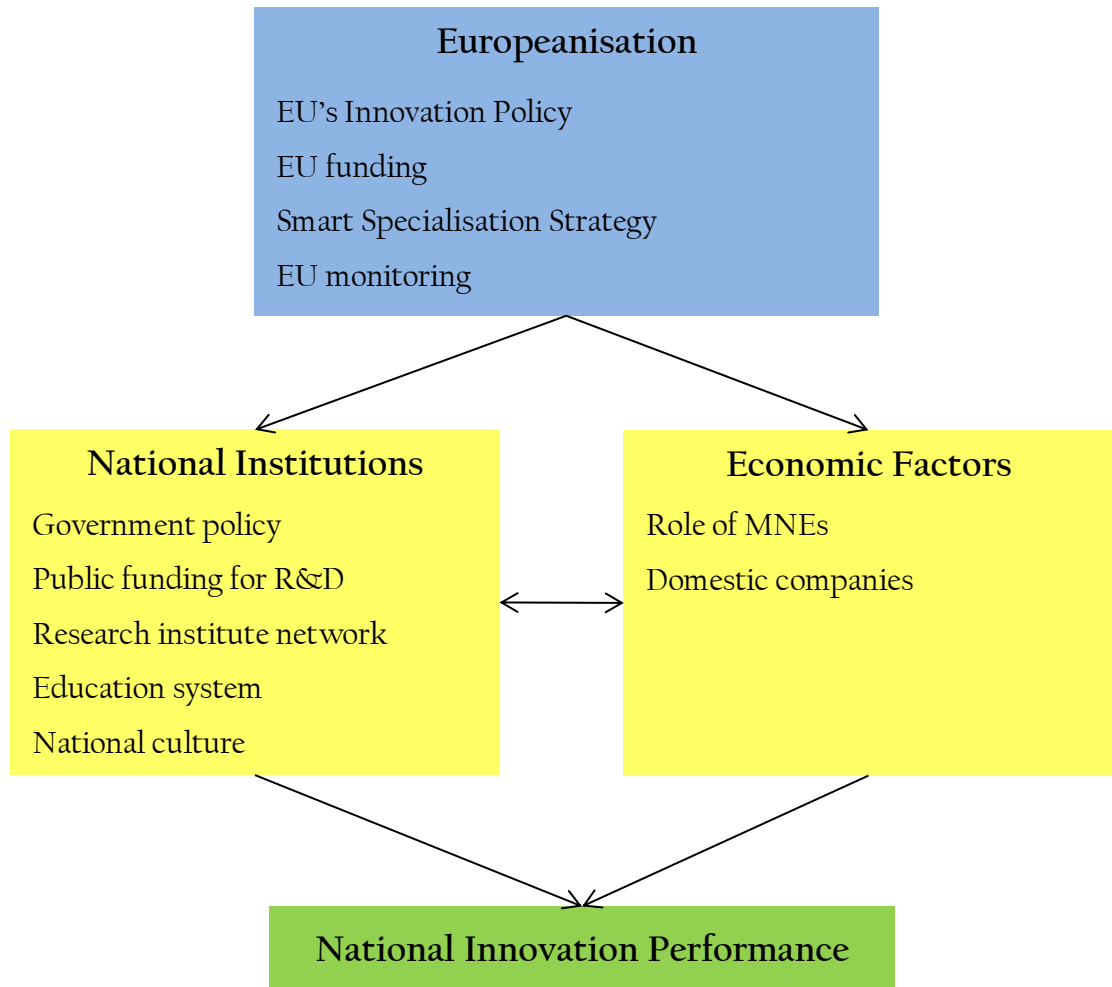 Europeanisation
EU’s Innovation Policy
EU funding
Smart Specialisation Strategy
EU monitoring
National Institutions
Government policy
Public funding for R&D
Research institute network
Education system
National culture
Economic Factors
Role of MNEs
Domestic companies
National Innovation Performance